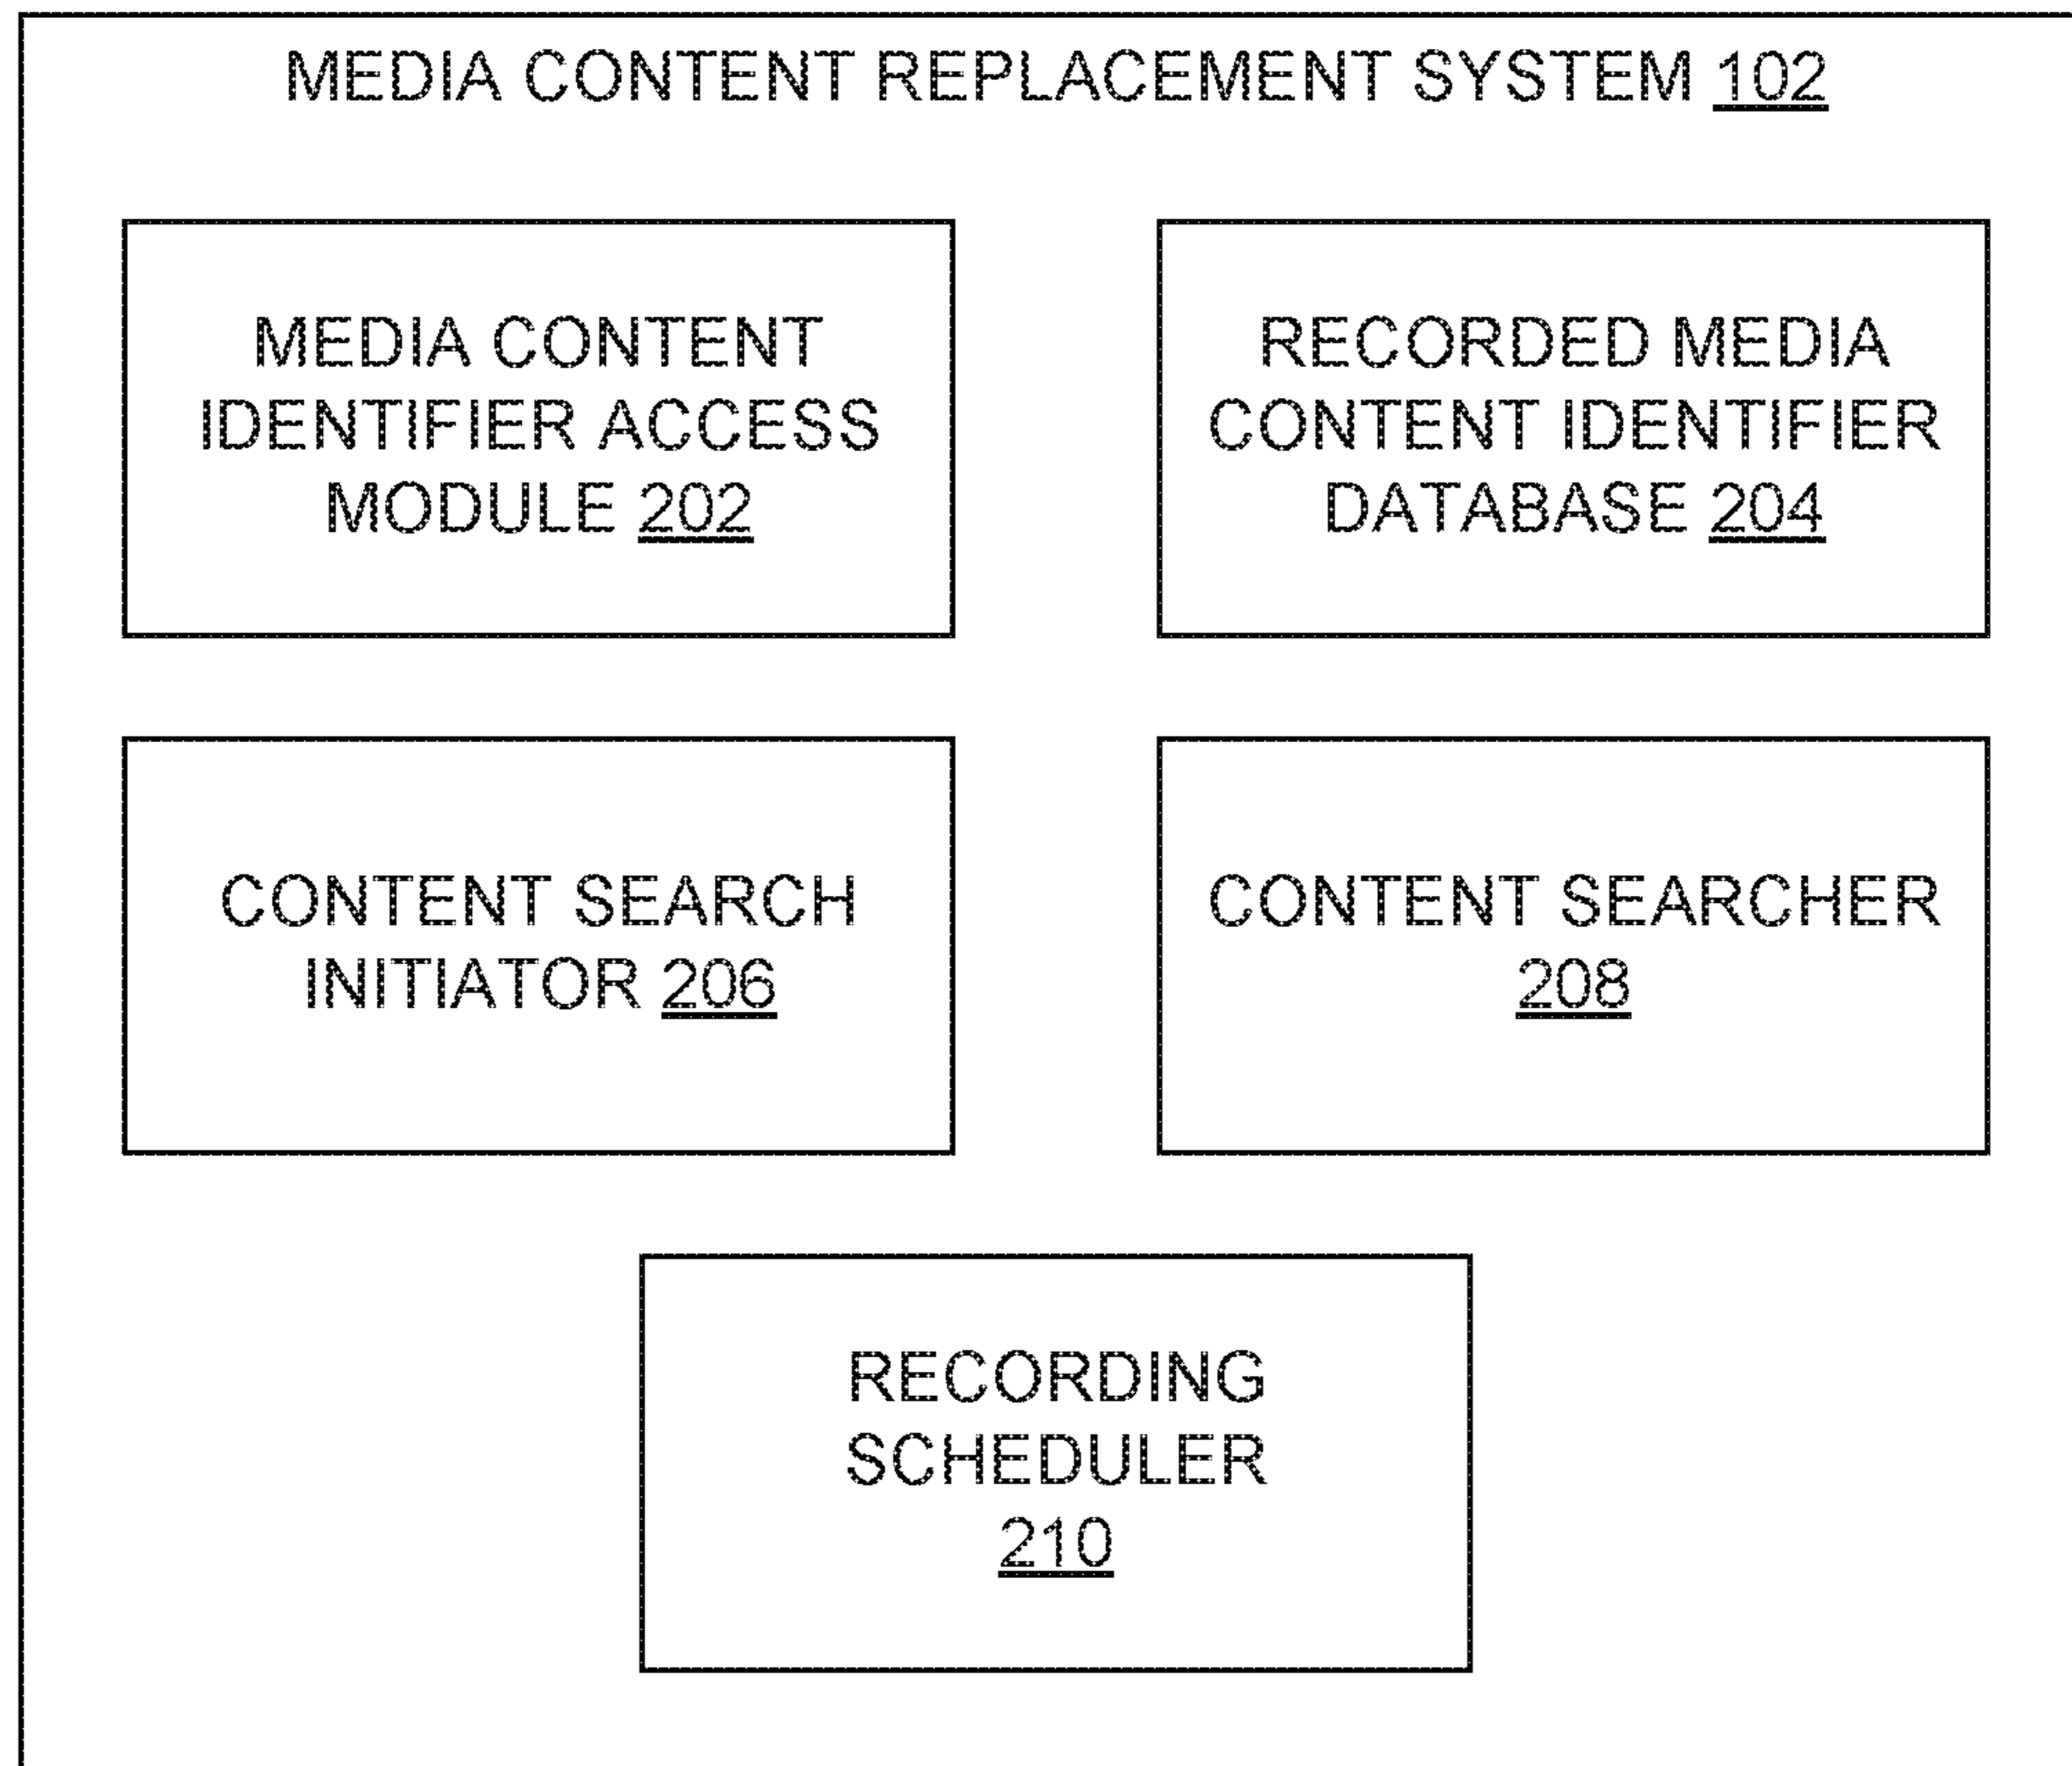 MEDIA CONTENT REPLACEMENT SYSTEM 102
MEDIA CONTENT
IDENTIFIER ACCESS
MODULE 202
RECORDED MEDIA
CONTENT IDENTIFIER
DATABASE 204
CONTENT SEARCH
INITIATOR 206
CONTENT SEARCHER
208
RECORDING
SCHEDULER
210